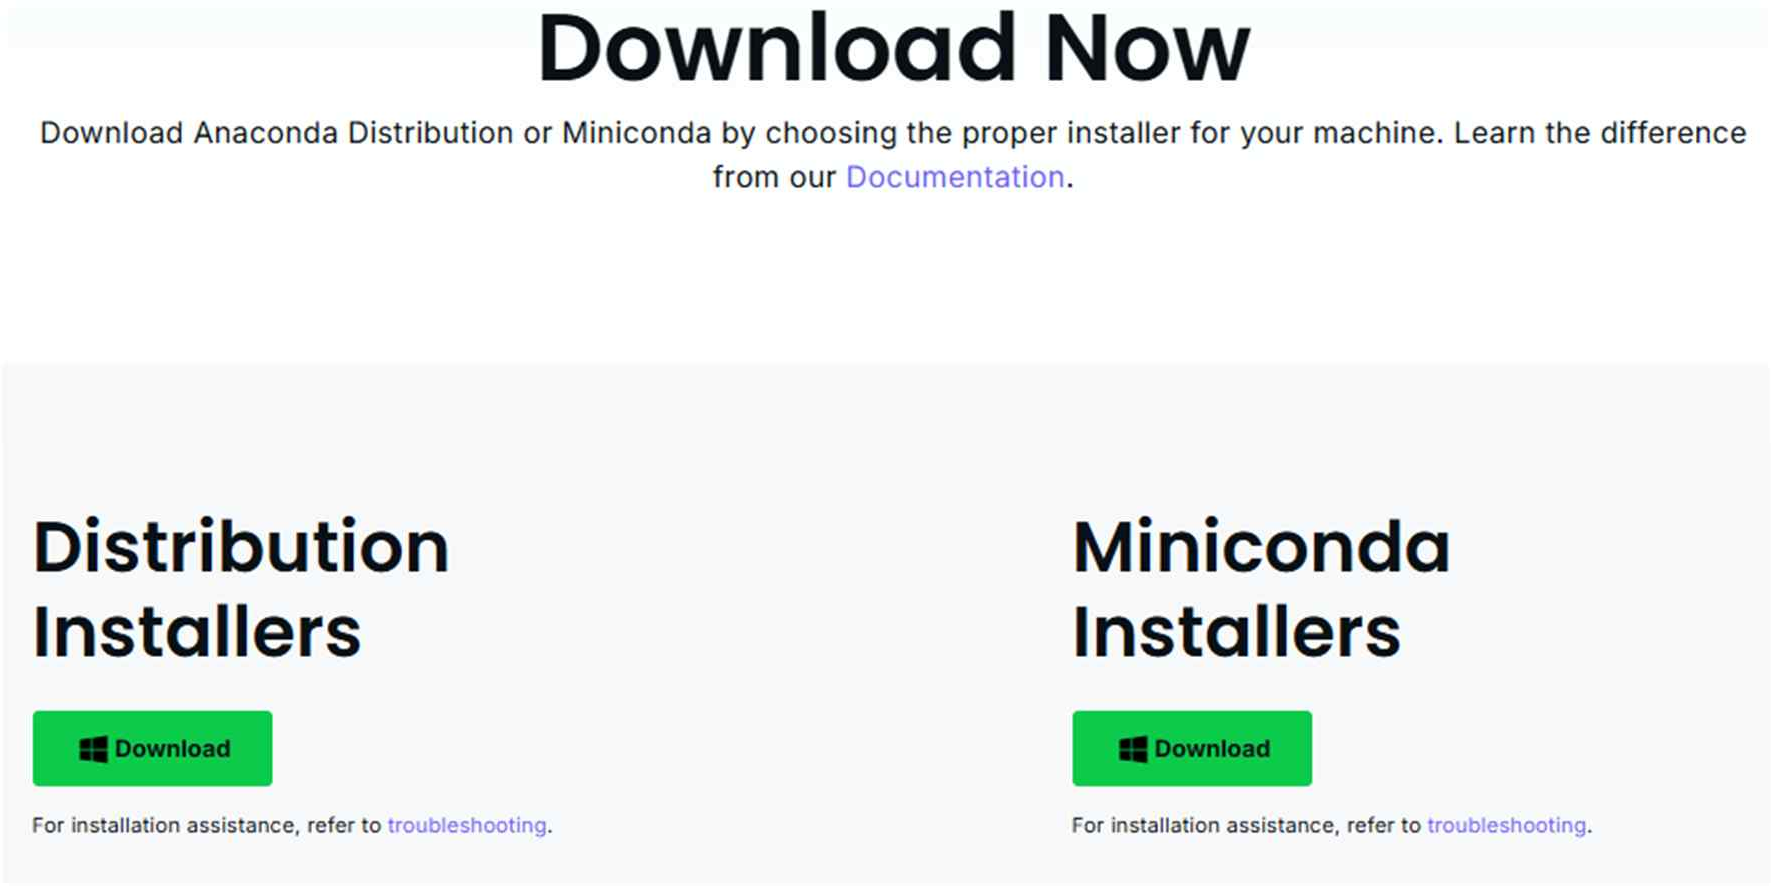 Download Now
Download Anaconda Distribution or Miniconda by choosing the proper installer for your machine. Learn the difference
from our Documentation.
Distribution
Installers
Download
For installation assistance, refer to troubleshooting.
Miniconda
Installers
Download
For installation assistance, refer to troubleshooting.